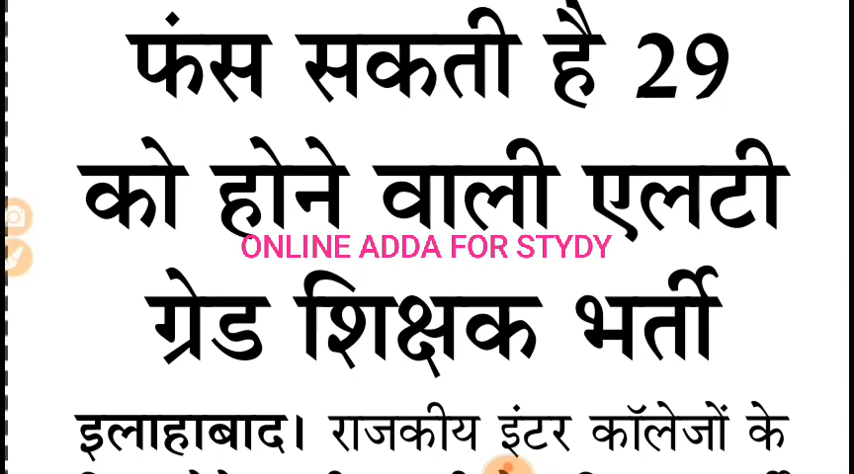 फंस सकती है 29
को होने वाली एलटी
ONLINE ADDA FOR STYDY
ग्रेड शिक्षक भर्ती
इलाहाबाद। राजकीय इंटर कॉलेजों के